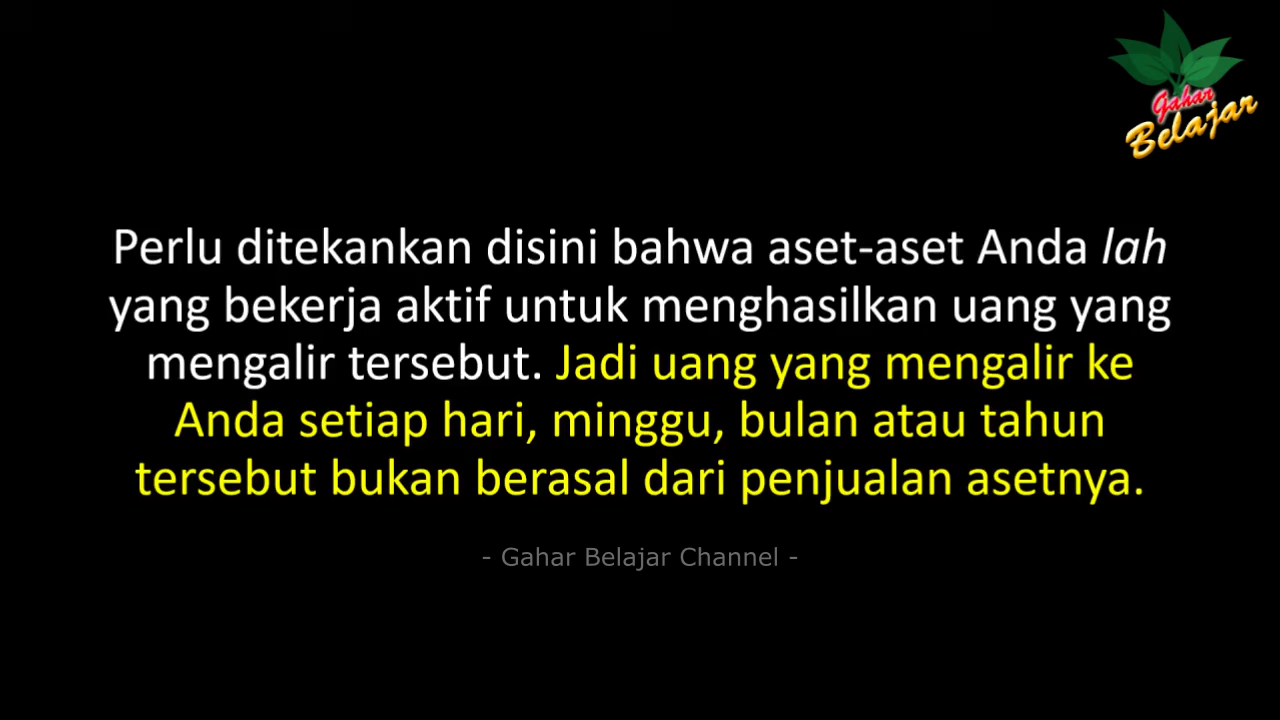 Gahar
Belajar
Perlu ditekankan disini bahwa aset-aset Anda lah
yang bekerja aktif untuk menghasilkan uang yang
mengalir tersebut. Jadi uang yang mengalir ke
Anda setiap hari, minggu, bulan atau tahun
tersebut bukan berasal dari penjualan asetnya.
- Gahar Belajar Channel -